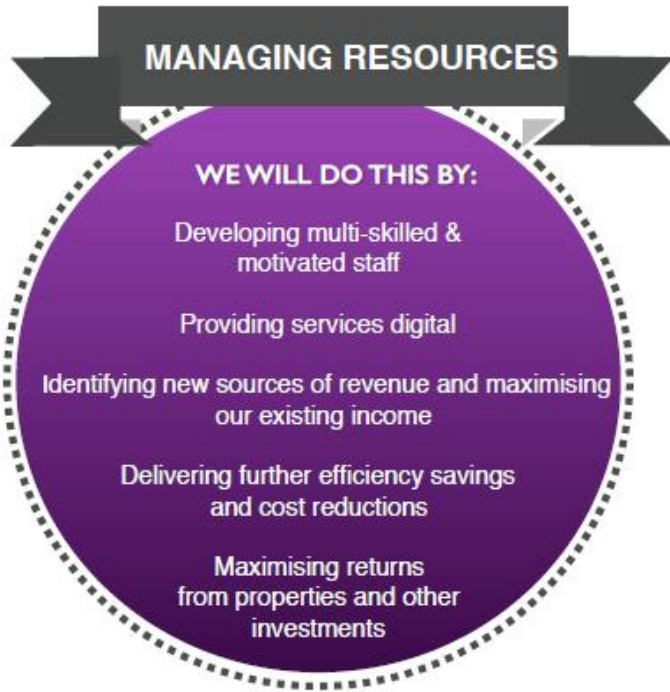 MANAGING RESOURCES
WE WILL DO THIS BY:
Developing multi-skilled &
motivated staff
Providing services digital
Identifying new sources of revenue and maximising
our existing income
Delivering further efficiency savings
and cost reductions
Maximising returns
from properties and other
investments